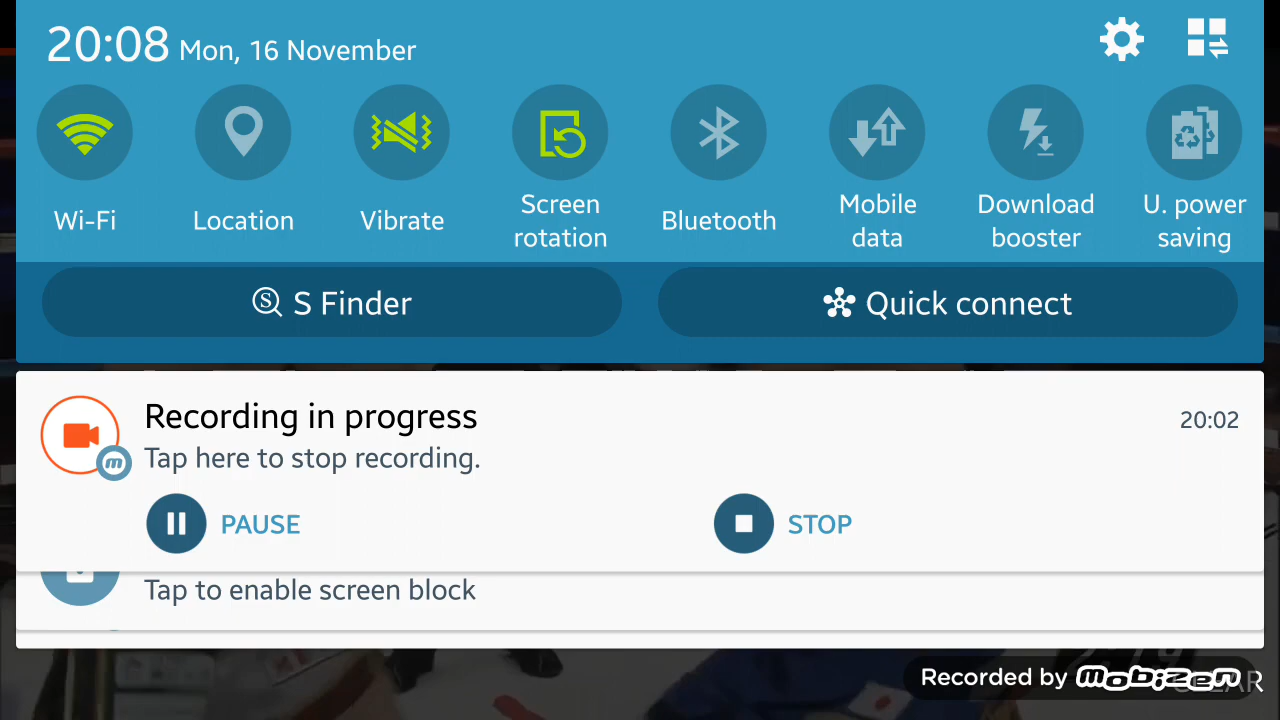 20:08 Mon, 16 November
Wi-Fi
Location
Vibrate
Screen
rotation
Bluetooth
Mobile
data
Download
booster
U. power
saving
S Finder
Quick connect
Recording in progress
20:02
Tap here to stop recording.
PAUSE
STOP
Tap to enable screen block
Recorded by mobizen